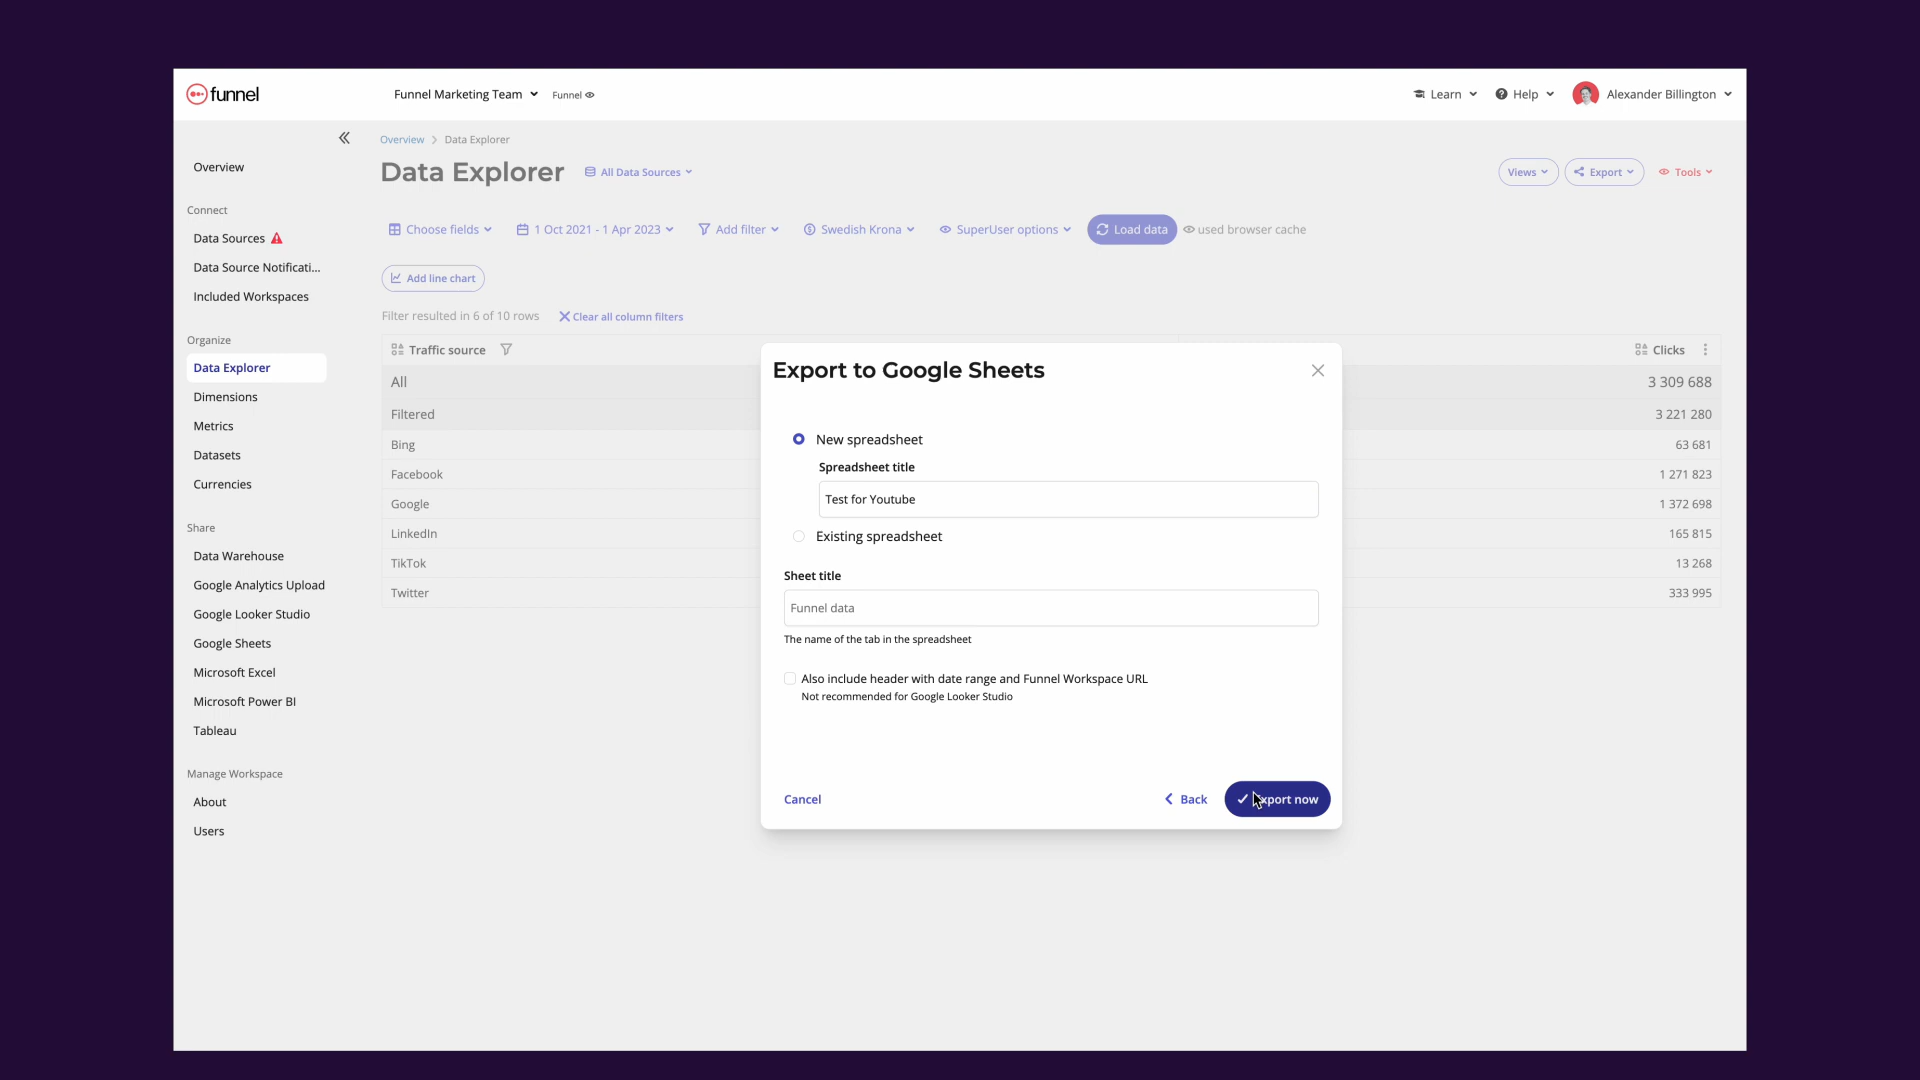 funnel
Funnel Marketing Team
Funnel
Learn
Help
Alexander Billington
Overview > Data Explorer
Data Explorer
All Data Sources
Views
Export
Tools
Overview
Connect
Data Sources
Data Source Notificati...
Included Workspaces
Organize
Data Explorer
Dimensions
Metrics
Datasets
Currencies
Share
Data Warehouse
Google Analytics Upload
Google Looker Studio
Google Sheets
Microsoft Excel
Microsoft Power BI
Tableau
Manage Workspace
About
Users
Choose fields
1 Oct 2021 - 1 Apr 2023
Add filter
Swedish Krona
SuperUser options
Load data
used browser cache
Add line chart
Filter resulted in 6 of 10 rows
Clear all column filters
Traffic source
Clicks
All
3 309 688
Filtered
3 221 280
Bing
63 681
Facebook
1 271 823
Google
1 372 698
LinkedIn
165 815
TikTok
13 268
Twitter
333 995
Export to Google Sheets
New spreadsheet
Spreadsheet title
Test for Youtube
Existing spreadsheet
Sheet title
Funnel data
The name of the tab in the spreadsheet
Also include header with date range and Funnel Workspace URL
Not recommended for Google Looker Studio
Cancel
Back
Export now